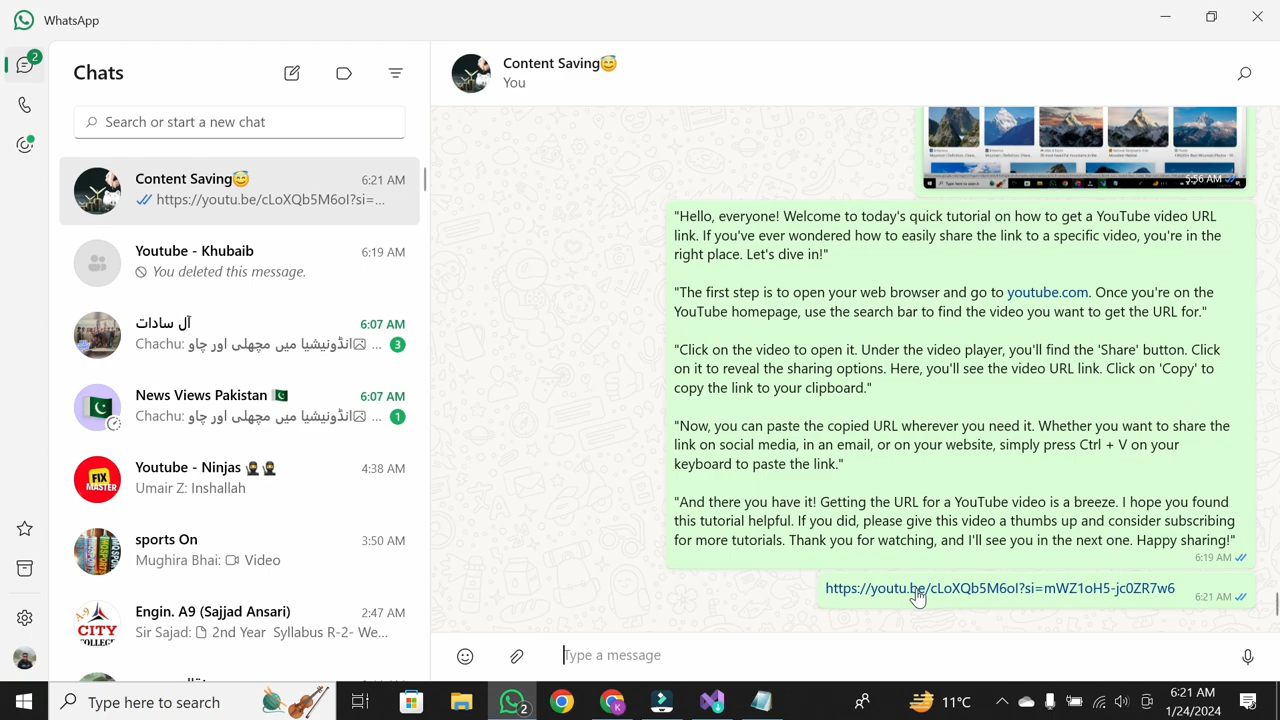 WhatsApp
2
Chats
Search or start a new chat
Content Saving😅
6:21 AM
https://youtu.be/cLoXQb5M6oI?si=...
Youtube - Khubaib
6:19 AM
You deleted this message.
آل سادات
6:07 AM
Chachu: انڈونیشیا میں مچھلی اور چاو ...
3
News Views Pakistan 🇵🇰
6:07 AM
Chachu: انڈونیشیا میں مچھلی اور چاو ...
1
FIX
MASTER
Youtube - Ninjas 🥷🥷
4:38 AM
Umair Z: Inshallah
sports On
3:50 AM
Mughira Bhai: Video
CITY
COLLEGE
Engin. A9 (Sajjad Ansari)
2:47 AM
Sir Sajad: 2nd Year Syllabus R-2- We...
Content Saving😅
You
5:56 AM
"Hello, everyone! Welcome to today's quick tutorial on how to get a YouTube video URL
link. If you've ever wondered how to easily share the link to a specific video, you're in the
right place. Let's dive in!"
"The first step is to open your web browser and go to youtube.com. Once you're on the
YouTube homepage, use the search bar to find the video you want to get the URL for."
"Click on the video to open it. Under the video player, you'll find the 'Share' button. Click
on it to reveal the sharing options. Here, you'll see the video URL link. Click on 'Copy' to
copy the link to your clipboard."
"Now, you can paste the copied URL wherever you need it. Whether you want to share the
link on social media, in an email, or on your website, simply press Ctrl + V on your
keyboard to paste the link."
"And there you have it! Getting the URL for a YouTube video is a breeze. I hope you found
this tutorial helpful. If you did, please give this video a thumbs up and consider subscribing
for more tutorials. Thank you for watching, and I'll see you in the next one. Happy sharing!"
6:19 AM
https://youtu.be/cLoXQb5M6oI?si=mWZ1oH5-jc0ZR7w6
6:21 AM
Type a message
Type here to search
2
11°C
6:21 AM
1/24/2024